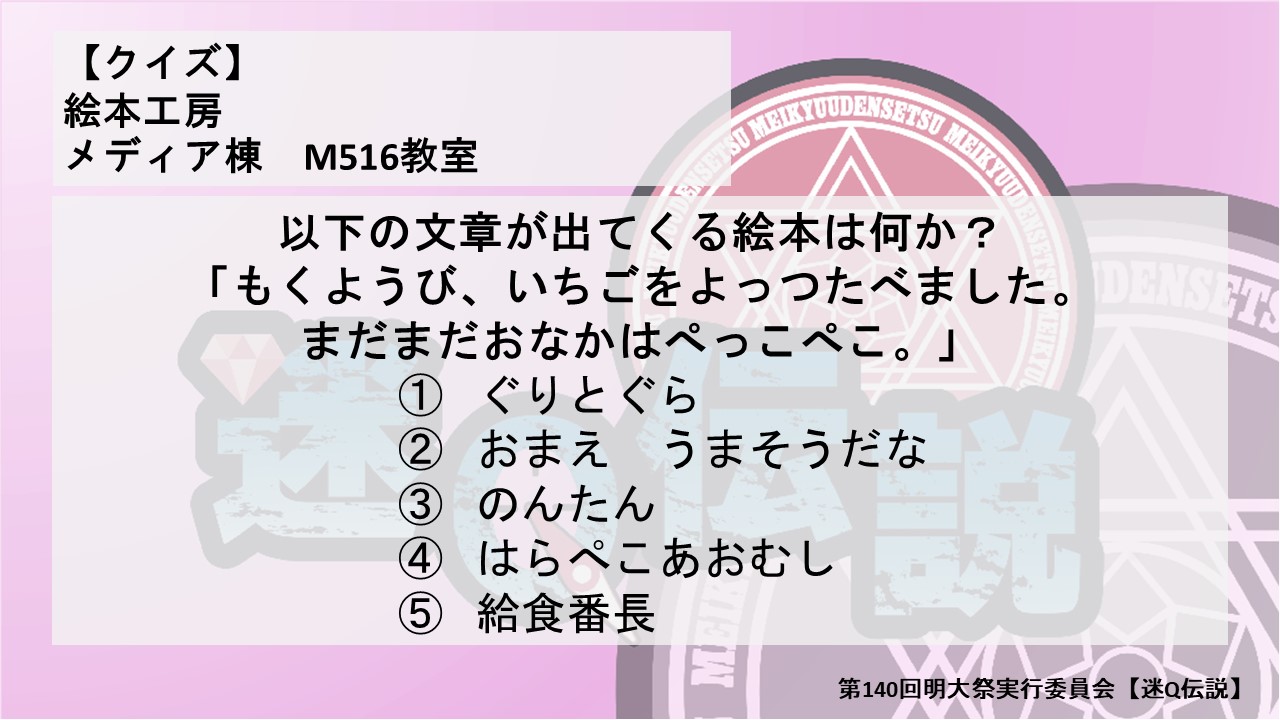 【クイズ】
絵本工房
メディア棟　M516教室
以下の文章が出てくる絵本は何か？
「もくようび、いちごをよっつたべました。
まだまだおなかはぺっこぺこ。」
①　ぐりとぐら
②　おまえ　うまそうだな
③　のんたん
④　はらぺこあおむし
⑤　給食番長
迷Q伝説
MEIKYUUDENSETSU MEIKYUUDENSETSU
第140回明大祭実行委員会【迷Q伝説】